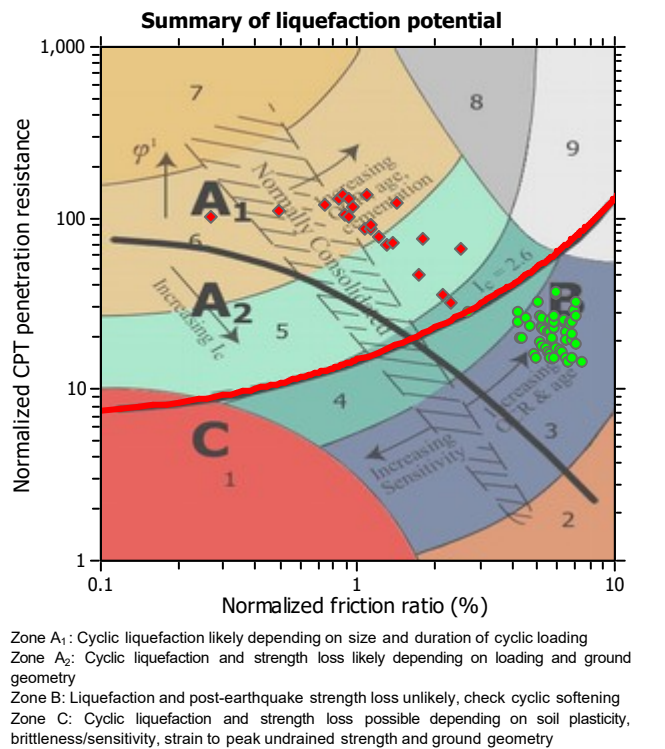 Summary of liquefaction potential
1,000
100
10
1
Normalized CPT penetration resistance
7
8
9
φ'
Increasing
age,
cementation
Normally Consolidated
A1
6
A2
Increasing Ic
5
Ic = 2.6
B
4
Increasing
OCR & age
3
C
1
Increasing
Sensitivity
2
0.1
1
10
Normalized friction ratio (%)
Zone A1: Cyclic liquefaction likely depending on size and duration of cyclic loading
Zone A2: Cyclic liquefaction and strength loss likely depending on loading and ground
geometry
Zone B: Liquefaction and post-earthquake strength loss unlikely, check cyclic softening
Zone C: Cyclic liquefaction and strength loss possible depending on soil plasticity,
brittleness/sensitivity, strain to peak undrained strength and ground geometry